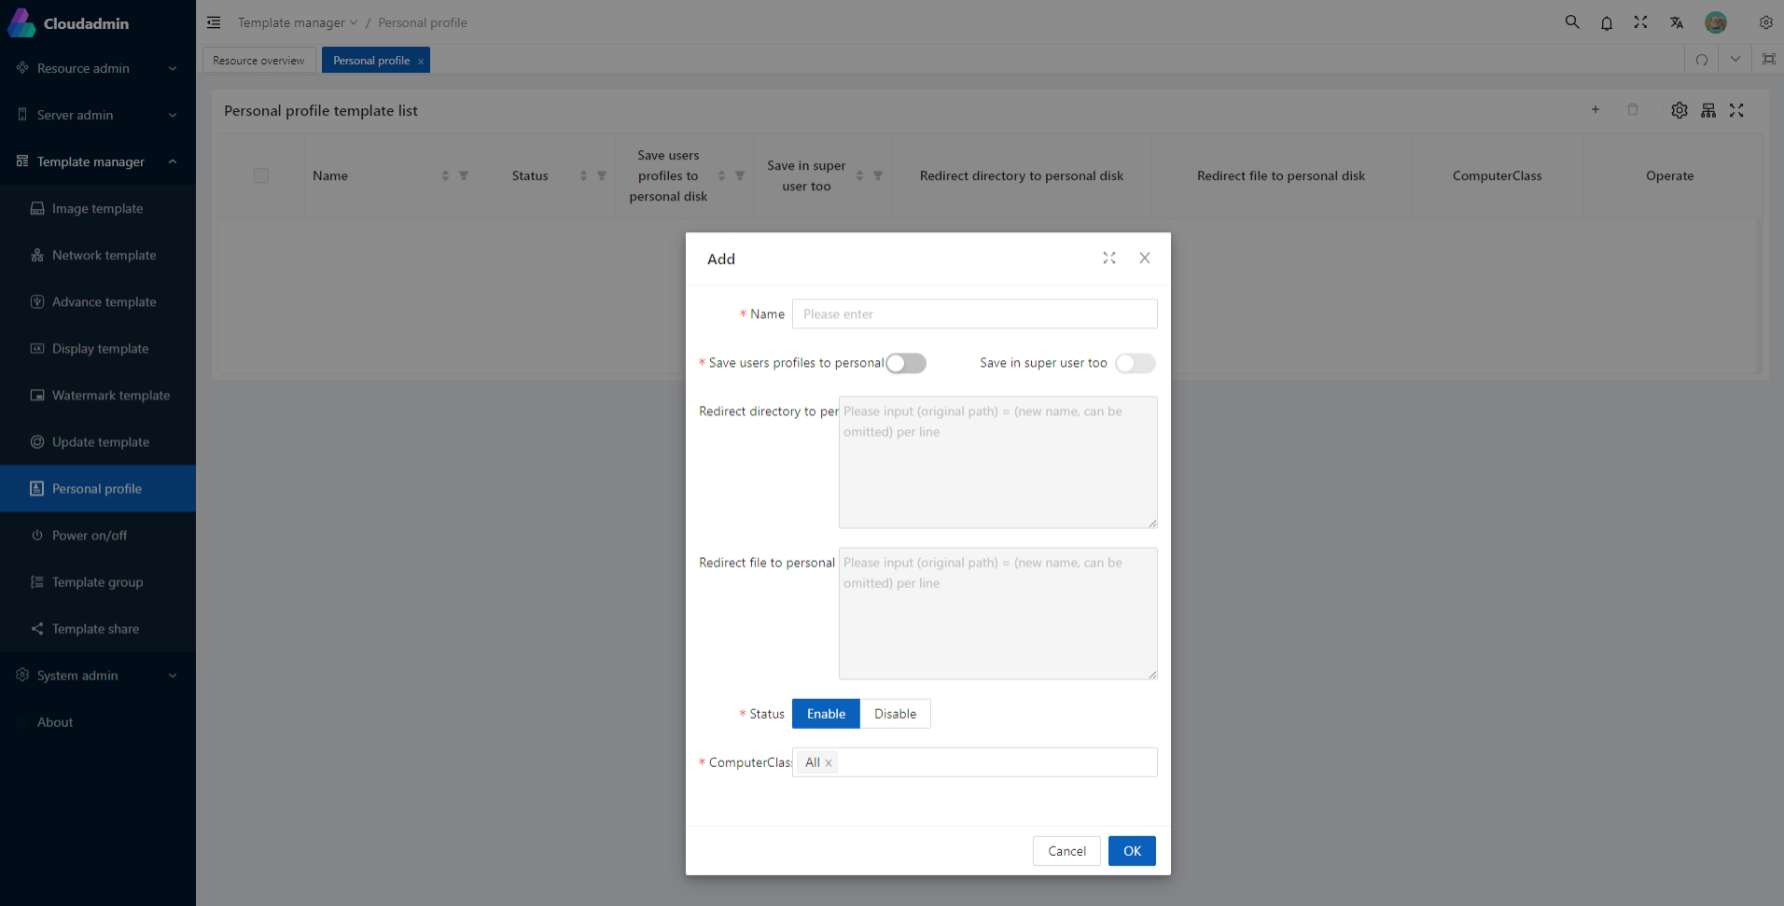 Cloudadmin
Template manager / Personal profile
Resource overview
Personal profile x
Resource admin
Server admin
Template manager
Image template
Network template
Advance template
Display template
Watermark template
Update template
Personal profile
Power on/off
Template group
Template share
System admin
About
Personal profile template list
Name
Status
Save users
profiles to
personal disk
Save in super
user too
Redirect directory to personal disk
Redirect file to personal disk
ComputerClass
Operate
Add
* Name
Please enter
* Save users profiles to personal
Save in super user too
Redirect directory to per
Please input (original path) = (new name, can be
omitted) per line
Redirect file to personal
Please input (original path) = (new name, can be
omitted) per line
* Status
Enable
Disable
* ComputerClas
All x
Cancel
OK